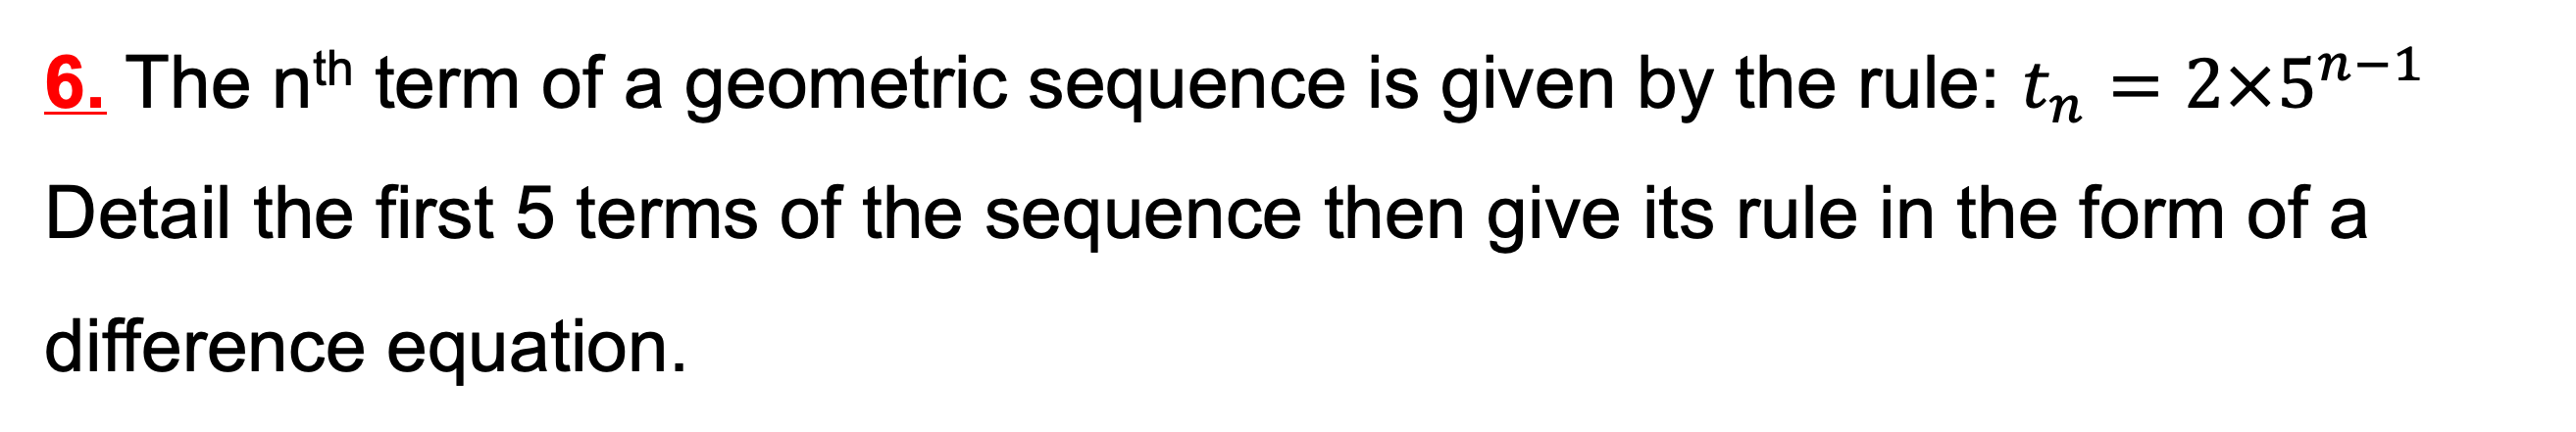 6. The nᵗʰ term of a geometric sequence is given by the rule: tₙ = 2×5ⁿ⁻¹
Detail the first 5 terms of the sequence then give its rule in the form of a
difference equation.